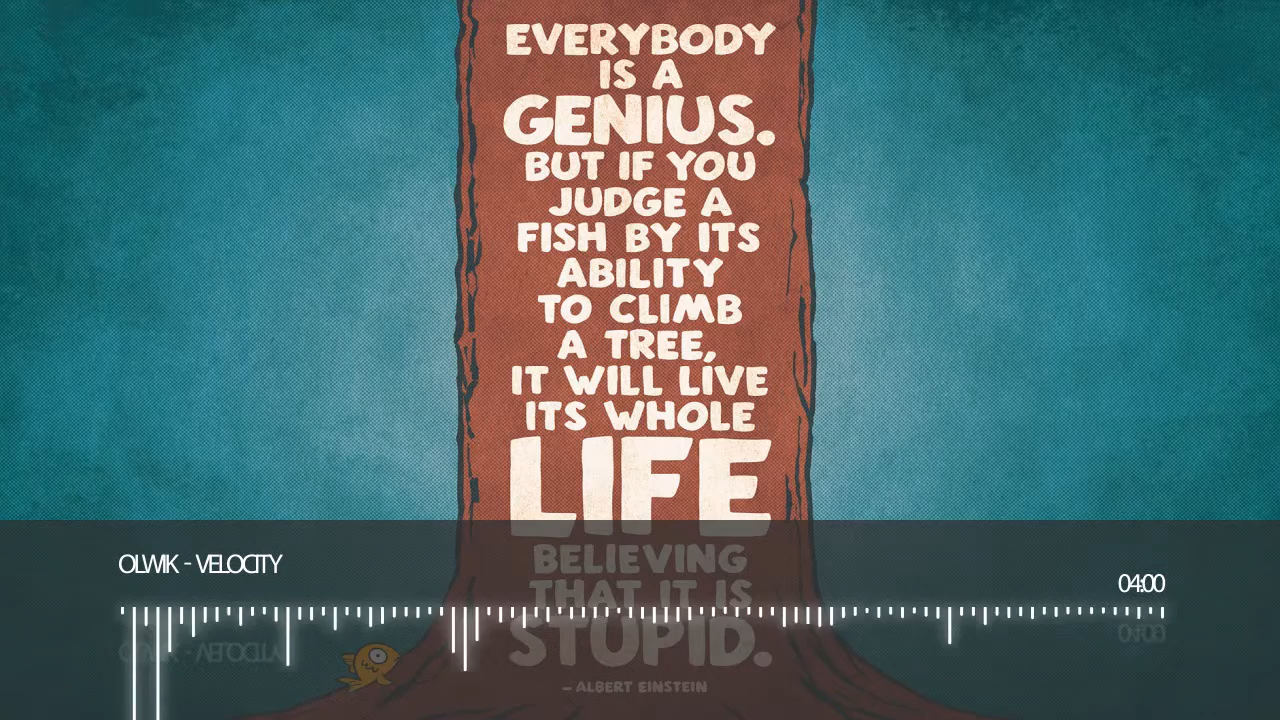 EVERYBODY
IS A
GENIUS.
BUT IF YOU
JUDGE A
FISH BY ITS
ABILITY
TO CLIMB
A TREE,
IT WILL LIVE
ITS WHOLE
LIFE
BELIEVING
THAT IT IS
STUPID.
– ALBERT EINSTEIN
OLWIK - VELOCITY
04:00